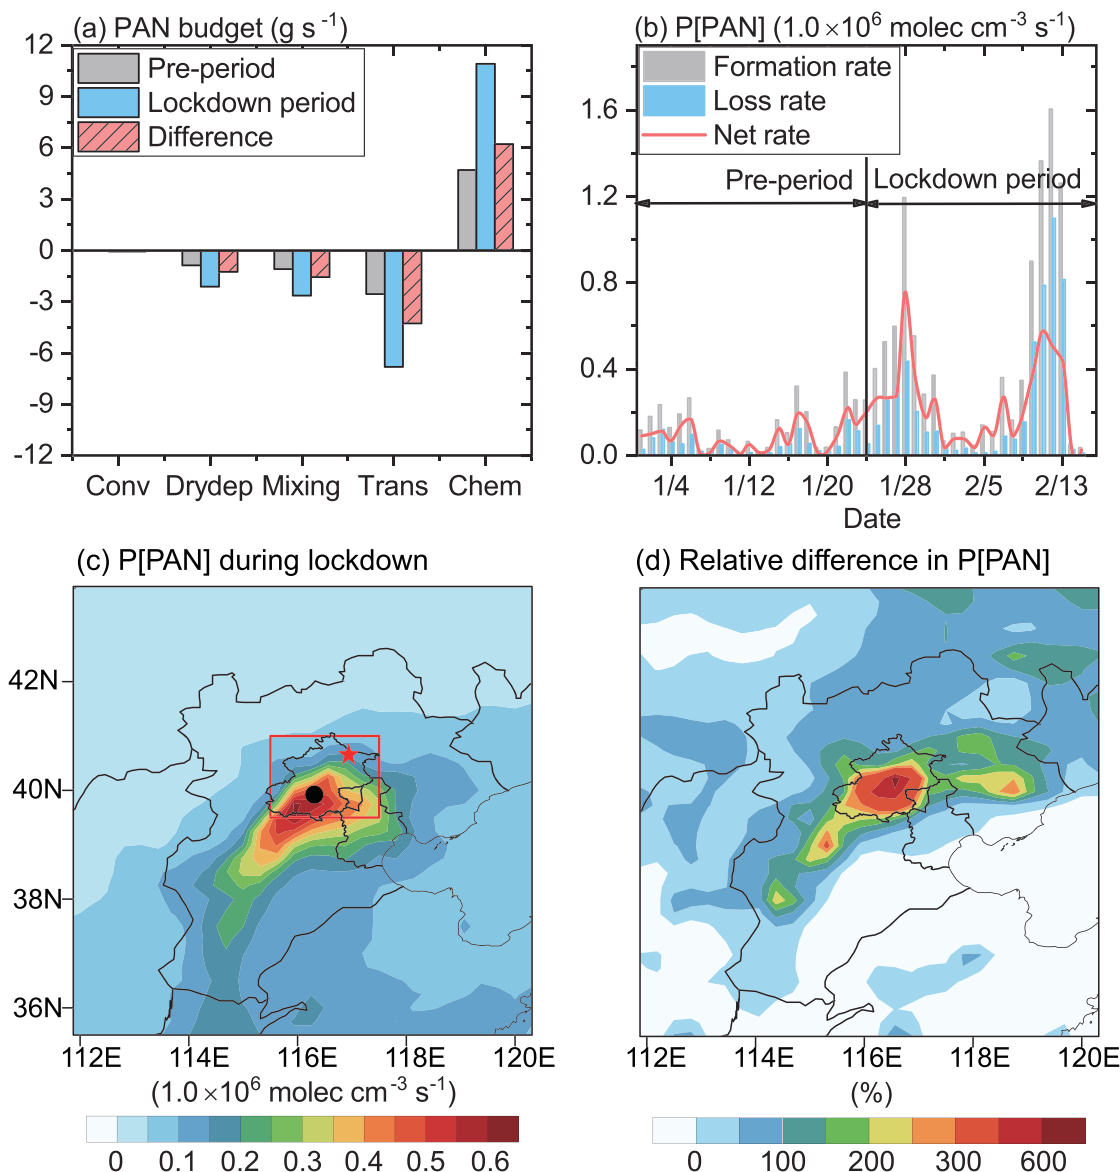 (a) PAN budget (g s⁻¹)
12
9
6
3
0
-3
-6
-9
-12
Pre-period
Lockdown period
Difference
Conv Drydep Mixing Trans Chem
(b) P[PAN] (1.0×10⁶ molec cm⁻³ s⁻¹)
1.6
1.2
0.8
0.4
0.0
Formation rate
Loss rate
Net rate
Pre-period Lockdown period
1/4 1/12 1/20 1/28 2/5 2/13
Date
(c) P[PAN] during lockdown
42N
40N
38N
36N
112E 114E 116E 118E 120E
(1.0×10⁶ molec cm⁻³ s⁻¹)
0 0.1 0.2 0.3 0.4 0.5 0.6
(d) Relative difference in P[PAN]
112E 114E 116E 118E 120E
(%)
0 100 200 300 600